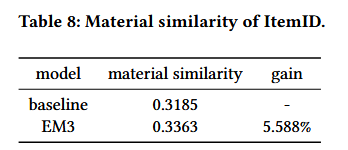 Table 8: Material similarity of ItemID.
model material similarity gain
baseline 0.3185 -
EM3 0.3363 5.588%